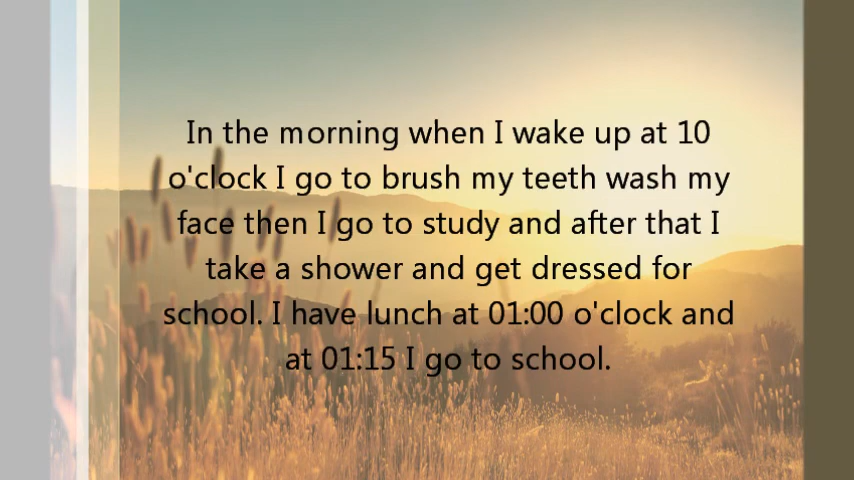 In the morning when I wake up at 10
o'clock I go to brush my teeth wash my
face then I go to study and after that I
take a shower and get dressed for
school. I have lunch at 01:00 o'clock and
at 01:15 I go to school.